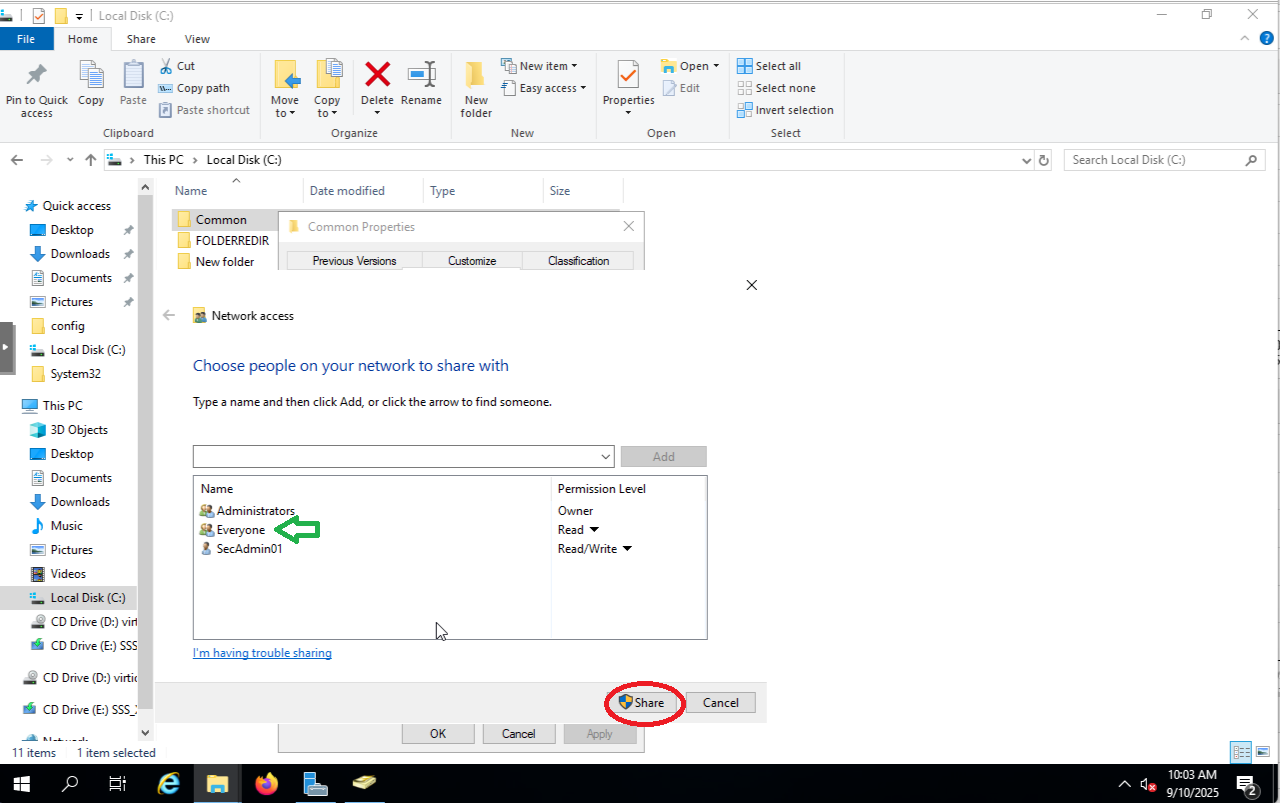 Local Disk (C:)
File Home Share View
Pin to Quick access
Copy
Paste
Cut
Copy path
Paste shortcut
Clipboard
Move to
Copy to
Delete
Rename
Organize
New folder
New item
Easy access
New
Properties
Open
Edit
Open
Select all
Select none
Invert selection
Select
This PC > Local Disk (C:)
Search Local Disk (C:)
Quick access
Desktop
Downloads
Documents
Pictures
config
Local Disk (C:)
System32
This PC
3D Objects
Desktop
Documents
Downloads
Music
Pictures
Videos
Local Disk (C:)
CD Drive (D:) virti
CD Drive (E:) SSS
CD Drive (D:) virtio
CD Drive (E:) SSS_X
Network
Name Date modified Type Size
Common
FOLDERREDIR
New folder
Common Properties
Previous Versions Customize Classification
Network access
Choose people on your network to share with
Type a name and then click Add, or click the arrow to find someone.
Add
Name Permission Level
Administrators Owner
Everyone Read
SecAdmin01 Read/Write
I'm having trouble sharing
Share Cancel
OK Cancel Apply
11 items 1 item selected
10:03 AM
9/10/2025
2